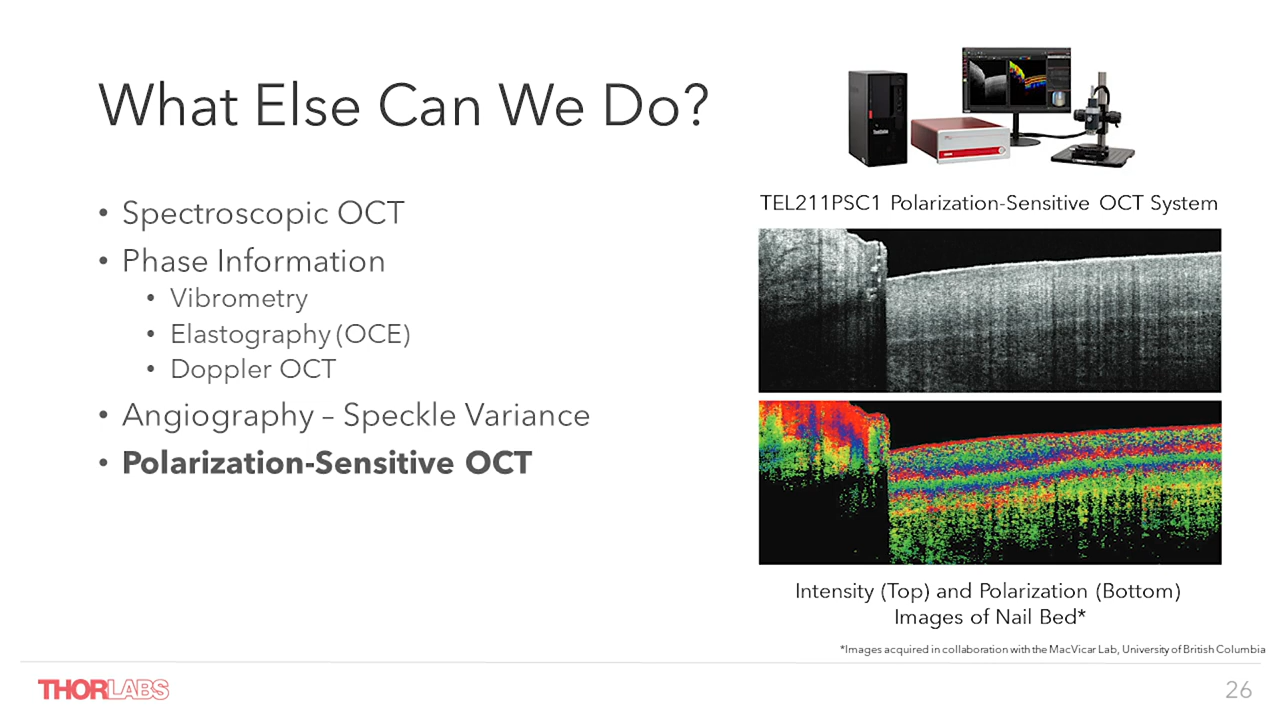 What Else Can We Do?
• Spectroscopic OCT
• Phase Information
• Vibrometry
• Elastography (OCE)
• Doppler OCT
• Angiography – Speckle Variance
• Polarization-Sensitive OCT
TEL211PSC1 Polarization-Sensitive OCT System
Intensity (Top) and Polarization (Bottom)
Images of Nail Bed*
*Images acquired in collaboration with the MacVicar Lab, University of British Columbia
THORLABS
26